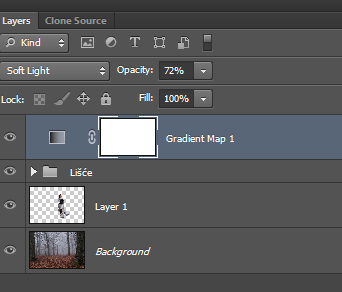 Layers Clone Source
Kind
Soft Light Opacity: 72%
Lock: Fill: 100%
Gradient Map 1
Lišće
Layer 1
Background